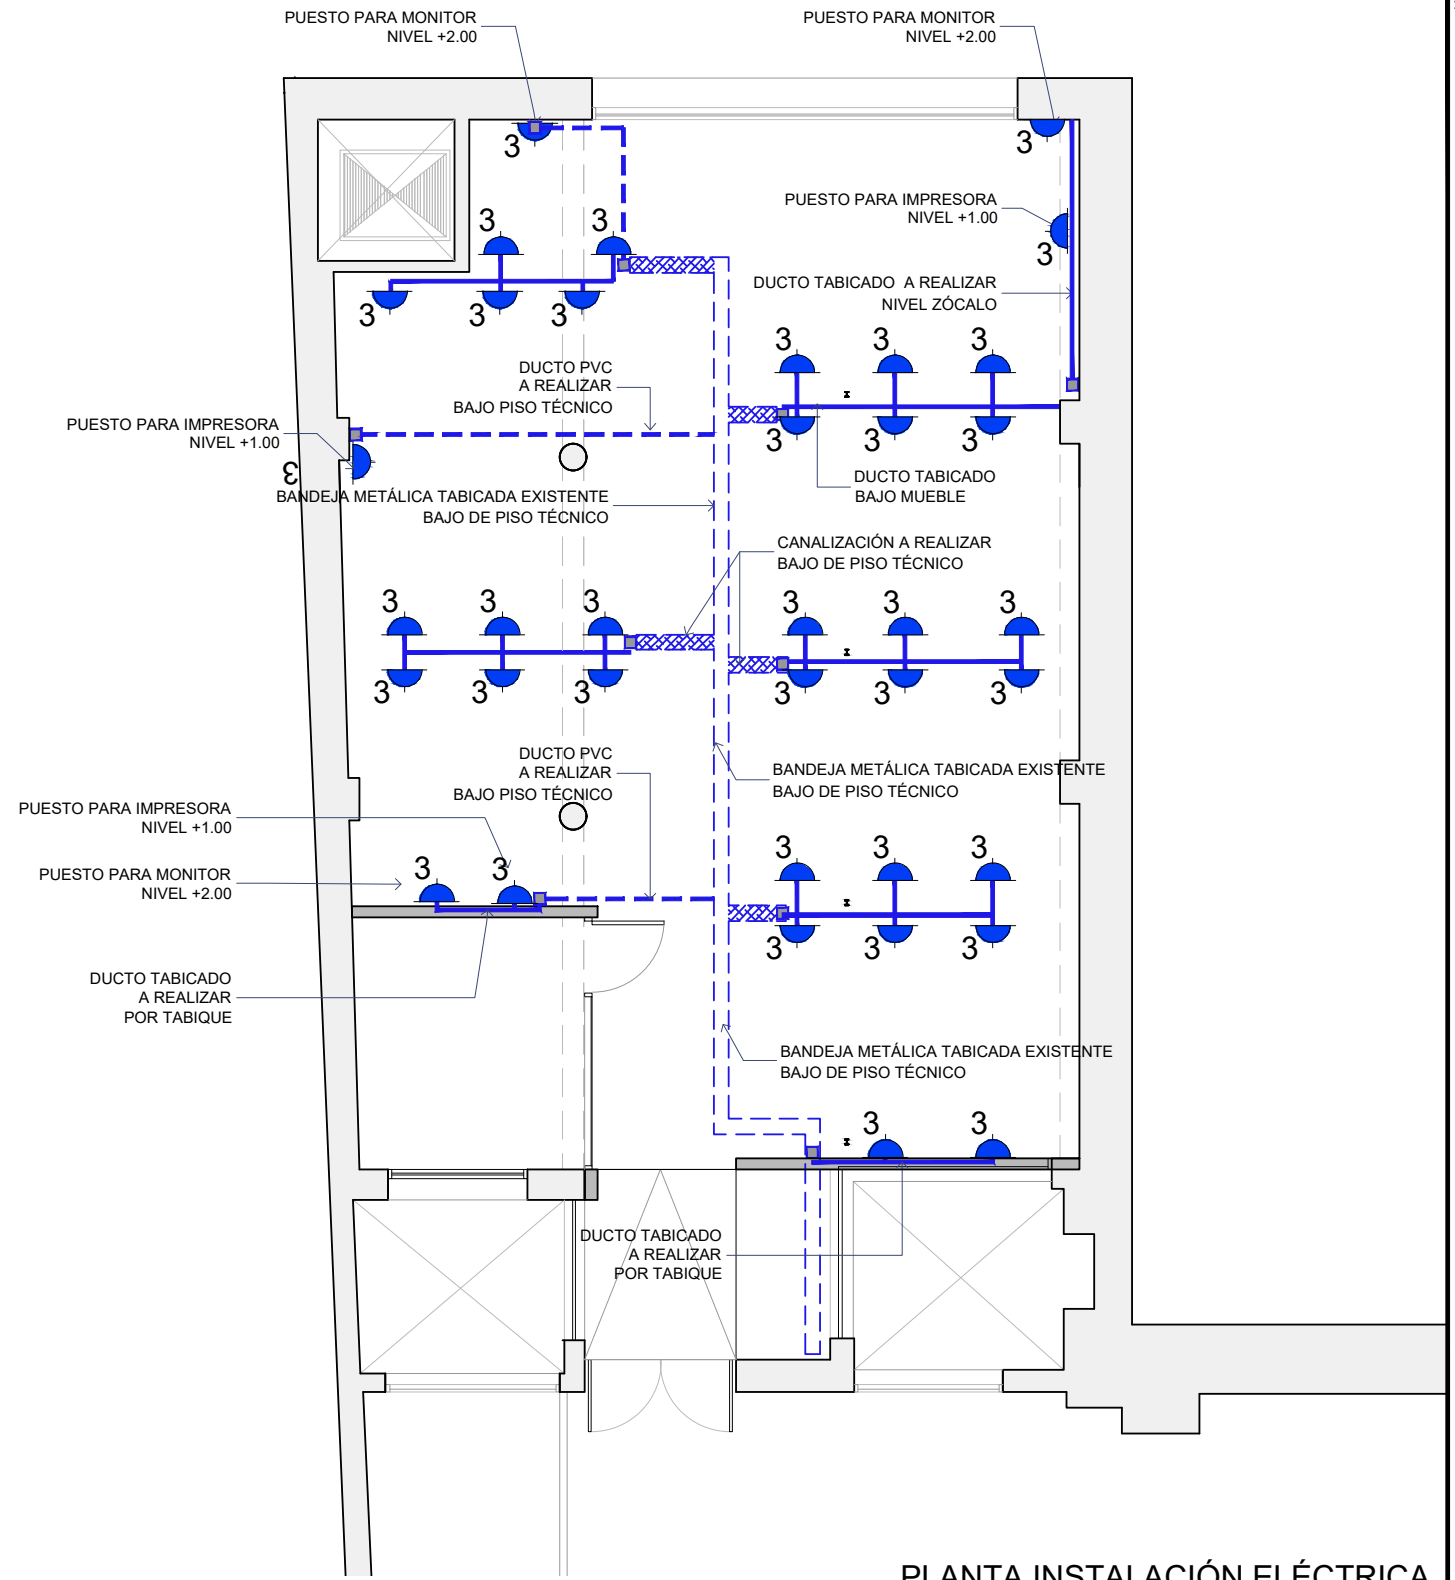 PUESTO PARA MONITOR
NIVEL +2.00
PUESTO PARA MONITOR
NIVEL +2.00
3
3
PUESTO PARA IMPRESORA
NIVEL +1.00
3
3
3
DUCTO TABICADO  A REALIZAR
NIVEL ZÓCALO
3
3
3
3
3
3
DUCTO PVC
A REALIZAR
BAJO PISO TÉCNICO
PUESTO PARA IMPRESORA
NIVEL +1.00
3
3
3
3
DUCTO TABICADO
BAJO MUEBLE
BANDEJA METÁLICA TABICADA EXISTENTE
BAJO DE PISO TÉCNICO
CANALIZACIÓN A REALIZAR
BAJO DE PISO TÉCNICO
3
3
3
3
3
3
3
3
3
3
3
3
DUCTO PVC
A REALIZAR
BAJO PISO TÉCNICO
BANDEJA METÁLICA TABICADA EXISTENTE
BAJO DE PISO TÉCNICO
PUESTO PARA IMPRESORA
NIVEL +1.00
3
3
3
3
3
PUESTO PARA MONITOR
NIVEL +2.00
3
3
3
DUCTO TABICADO
A REALIZAR
POR TABIQUE
BANDEJA METÁLICA TABICADA EXISTENTE
BAJO DE PISO TÉCNICO
3
3
DUCTO TABICADO
A REALIZAR
POR TABIQUE
PLANTA INSTALACIÓN ELÉCTRICA